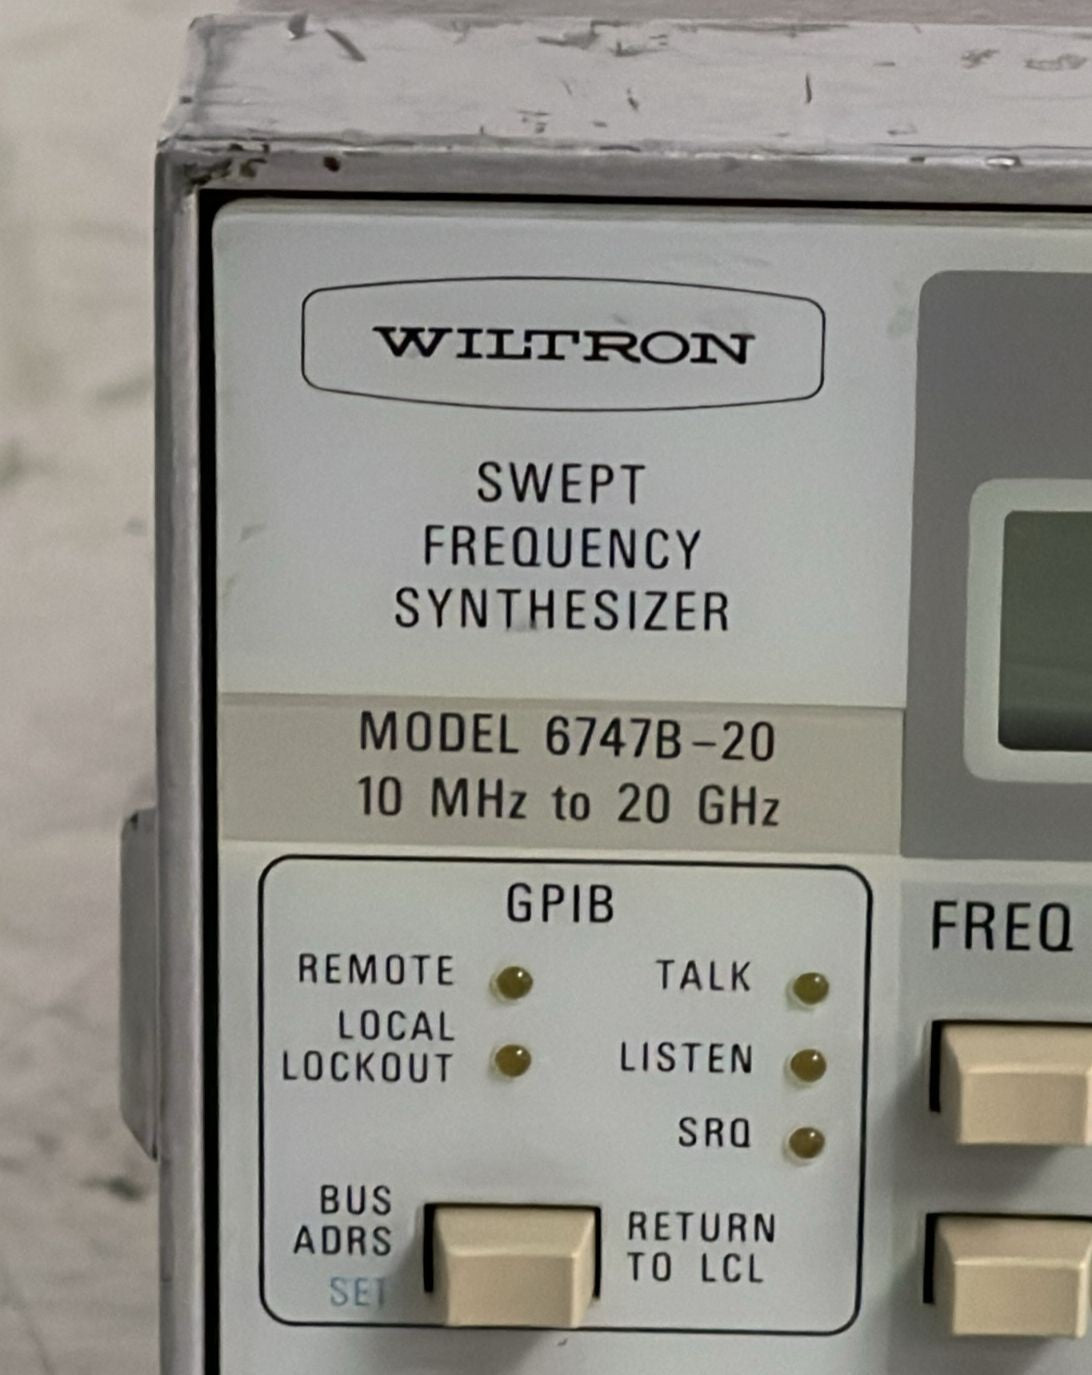 WILTRON
SWEPT
FREQUENCY
SYNTHESIZER
MODEL 6747B-20
10 MHz to 20 GHz
GPIB
REMOTE
LOCAL
LOCKOUT
TALK
LISTEN
SRQ
BUS
ADRS
SET
RETURN
TO LCL
FREQ